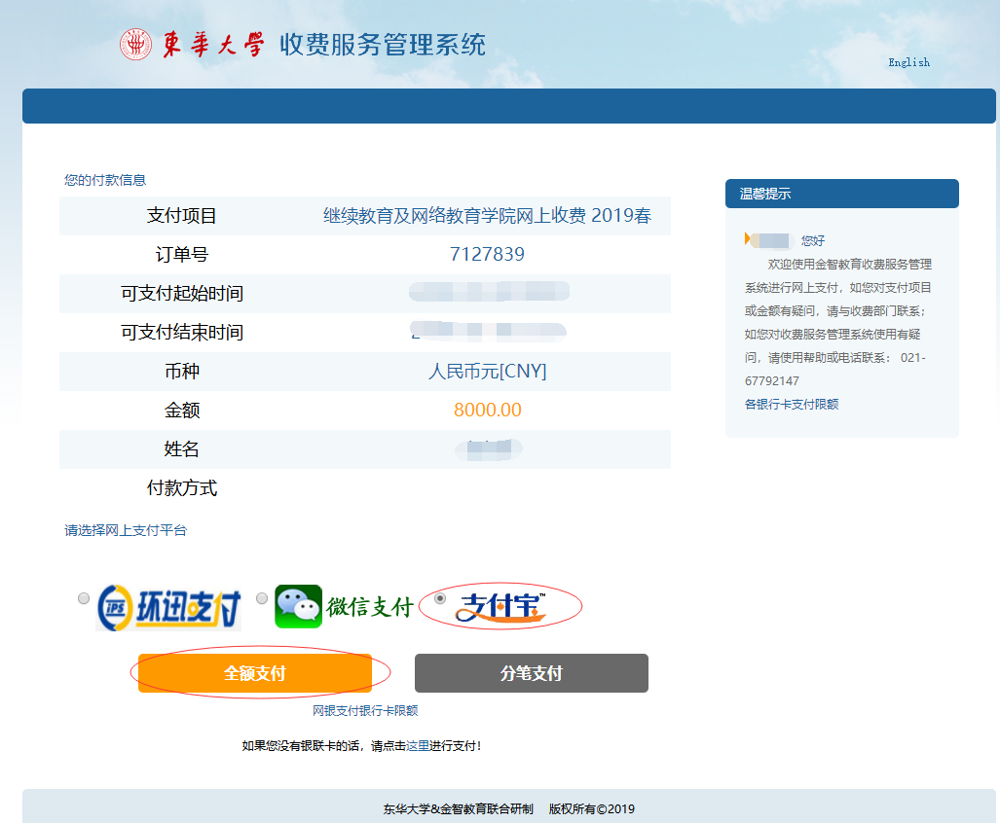 東華大學 收费服务管理系统
English
您的付款信息
支付项目 继续教育及网络教育学院网上收费 2019春
订单号 7127839
可支付起始时间
可支付结束时间
币种 人民币元[CNY]
金额 8000.00
姓名
付款方式
请选择网上支付平台
IPS 环迅支付 微信支付 支付宝™
全额支付 分笔支付
网银支付银行卡限额
如果您没有银联卡的话，请点击这里进行支付！
温馨提示
您好
欢迎使用金智教育收费服务管理
系统进行网上支付，如您对支付项目
或金额有疑问，请与收费部门联系；
如您对收费服务管理系统使用有疑
问，请使用帮助或电话联系： 021-
67792147
各银行卡支付限额
东华大学&金智教育联合研制 版权所有©2019